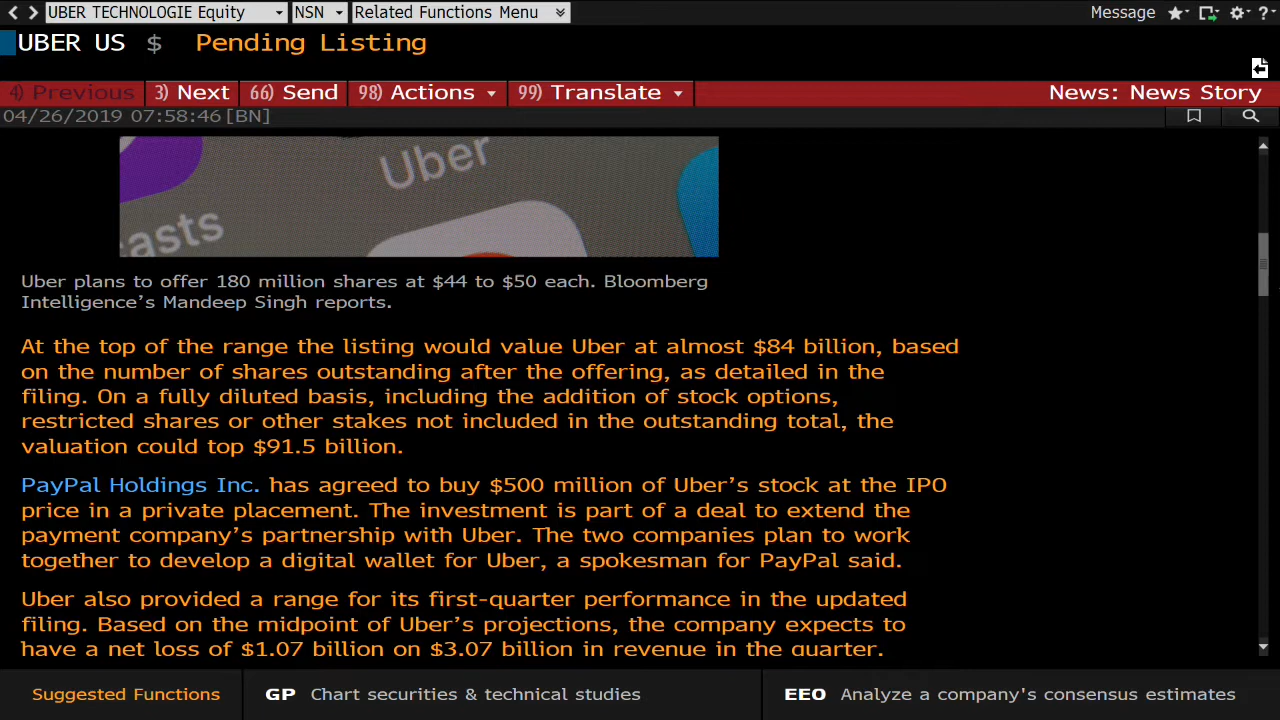 UBER TECHNOLOGIE Equity NSN Related Functions Menu Message ?
UBER US $ Pending Listing
4) Previous 3) Next 66) Send 98) Actions 99) Translate News: News Story
04/26/2019 07:58:46 [BN]
Uber
asts
Uber plans to offer 180 million shares at $44 to $50 each. Bloomberg
Intelligence's Mandeep Singh reports.
At the top of the range the listing would value Uber at almost $84 billion, based
on the number of shares outstanding after the offering, as detailed in the
filing. On a fully diluted basis, including the addition of stock options,
restricted shares or other stakes not included in the outstanding total, the
valuation could top $91.5 billion.
PayPal Holdings Inc. has agreed to buy $500 million of Uber's stock at the IPO
price in a private placement. The investment is part of a deal to extend the
payment company's partnership with Uber. The two companies plan to work
together to develop a digital wallet for Uber, a spokesman for PayPal said.
Uber also provided a range for its first-quarter performance in the updated
filing. Based on the midpoint of Uber's projections, the company expects to
have a net loss of $1.07 billion on $3.07 billion in revenue in the quarter.
Suggested Functions GP Chart securities & technical studies EEO Analyze a company's consensus estimates